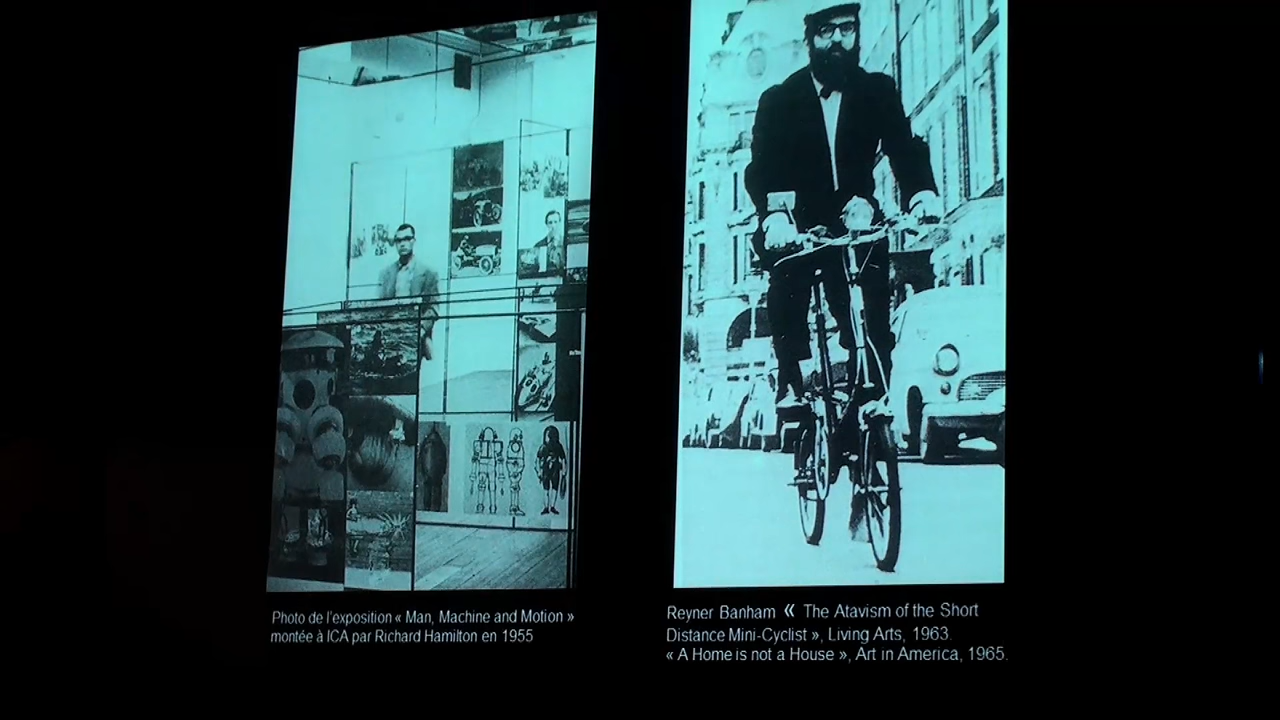 Photo de l'exposition « Man, Machine and Motion »
montée à ICA par Richard Hamilton en 1955
Reyner Banham « The Atavism of the Short
Distance Mini-Cyclist », Living Arts, 1963.
« A Home is not a House », Art in America, 1965.